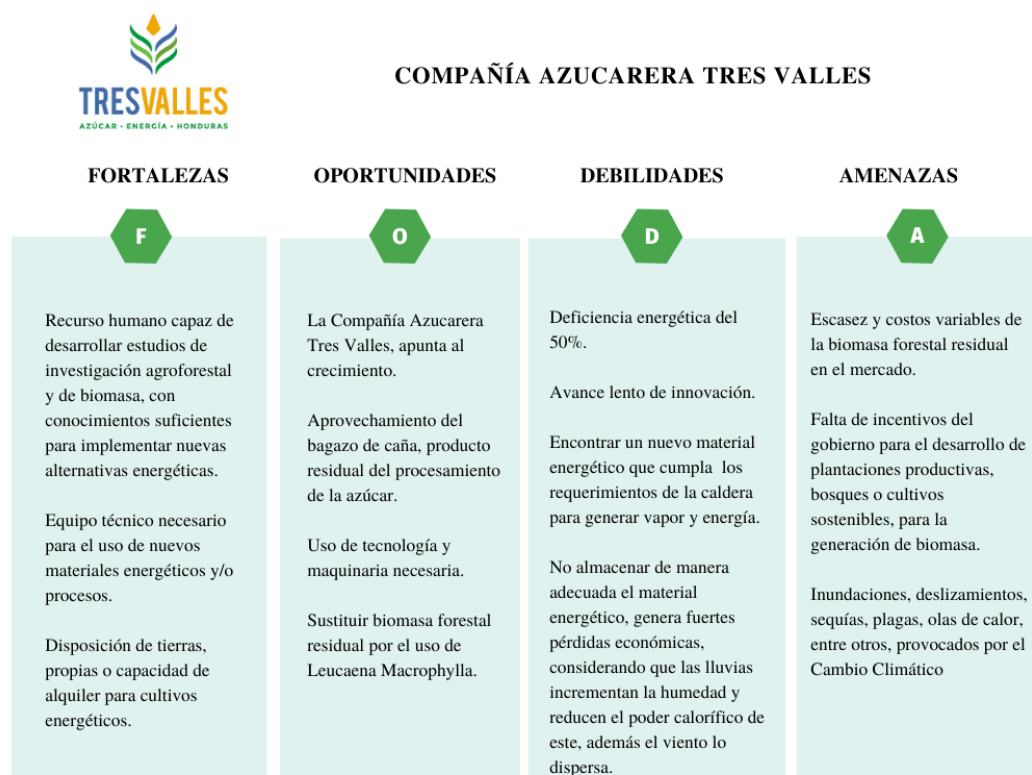 TRESVALLES
AZÚCAR • ENERGÍA • HONDURAS
COMPAÑÍA AZUCARERA TRES VALLES
FORTALEZAS
F
Recurso humano capaz de
desarrollar estudios de
investigación agroforestal
y de biomasa, con
conocimientos suficientes
para implementar nuevas
alternativas energéticas.
Equipo técnico necesario
para el uso de nuevos
materiales energéticos y/o
procesos.
Disposición de tierras,
propias o capacidad de
alquiler para cultivos
energéticos.
OPORTUNIDADES
O
La Compañía Azucarera
Tres Valles, apunta al
crecimiento.
Aprovechamiento del
bagazo de caña, producto
residual del procesamiento
de la azúcar.
Uso de tecnología y
maquinaria necesaria.
Sustituir biomasa forestal
residual por el uso de
Leucaena Macrophylla.
DEBILIDADES
D
Deficiencia energética del
50%.
Avance lento de innovación.
Encontrar un nuevo material
energético que cumpla  los
requerimientos de la caldera
para generar vapor y energía.
No almacenar de manera
adecuada el material
energético, genera fuertes
pérdidas económicas,
considerando que las lluvias
incrementan la humedad y
reducen el poder calorífico de
este, además el viento lo
dispersa.
AMENAZAS
A
Escasez y costos variables de
la biomasa forestal residual
en el mercado.
Falta de incentivos del
gobierno para el desarrollo de
plantaciones productivas,
bosques o cultivos
sostenibles, para la
generación de biomasa.
Inundaciones, deslizamientos,
sequías, plagas, olas de calor,
entre otros, provocados por el
Cambio Climático